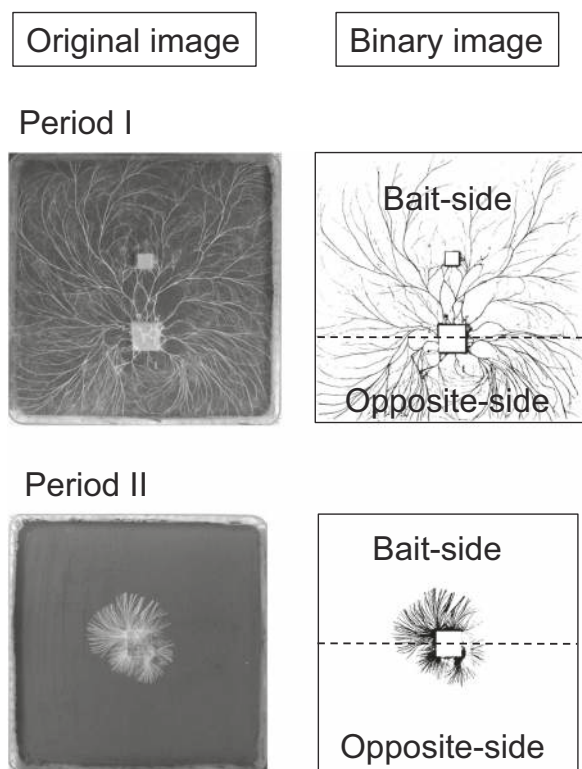 Original image
Binary image
Period I
Bait-side
Opposite-side
Period II
Bait-side
Opposite-side